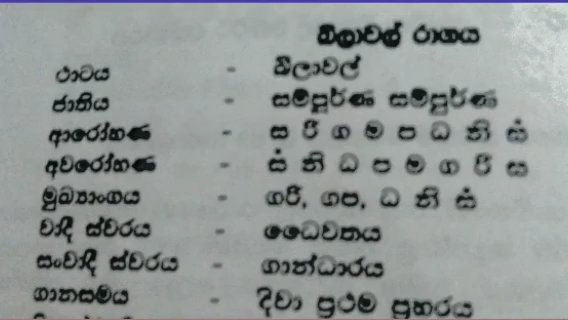 බිලාවල් රාගය
ථාටය - බිලාවල්
ජාතිය - සම්පූර්ණ සම්පූර්ණ
ආරෝහණ - ස රි ග ම ප ධ නි සं
අවරෝහණ - සं නි ධ ප ම ග රි ස
මුඛ්‍යාංගය - ගරි, ගප, ධ නි සं
වාදී ස්වරය - ධෛවතය
සංවාදී ස්වරය - ගාන්ධාරය
ගානසමය - දිවා ප්‍රථම ප්‍රහරය